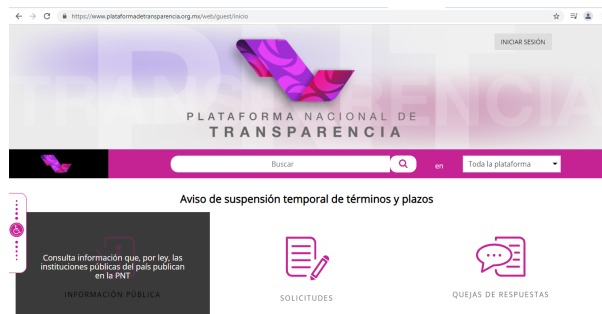 https://www.plataformadetransparencia.org.mx/web/guest/inicio
INICIAR SESIÓN
PNT
TRANSPARENCIA
PLATAFORMA NACIONAL DE
TRANSPARENCIA
Buscar
en
Toda la plataforma
Aviso de suspensión temporal de términos y plazos
Consulta información que, por ley, las
instituciones públicas del país publican
en la PNT
INFORMACIÓN PÚBLICA
SOLICITUDES
QUEJAS DE RESPUESTAS